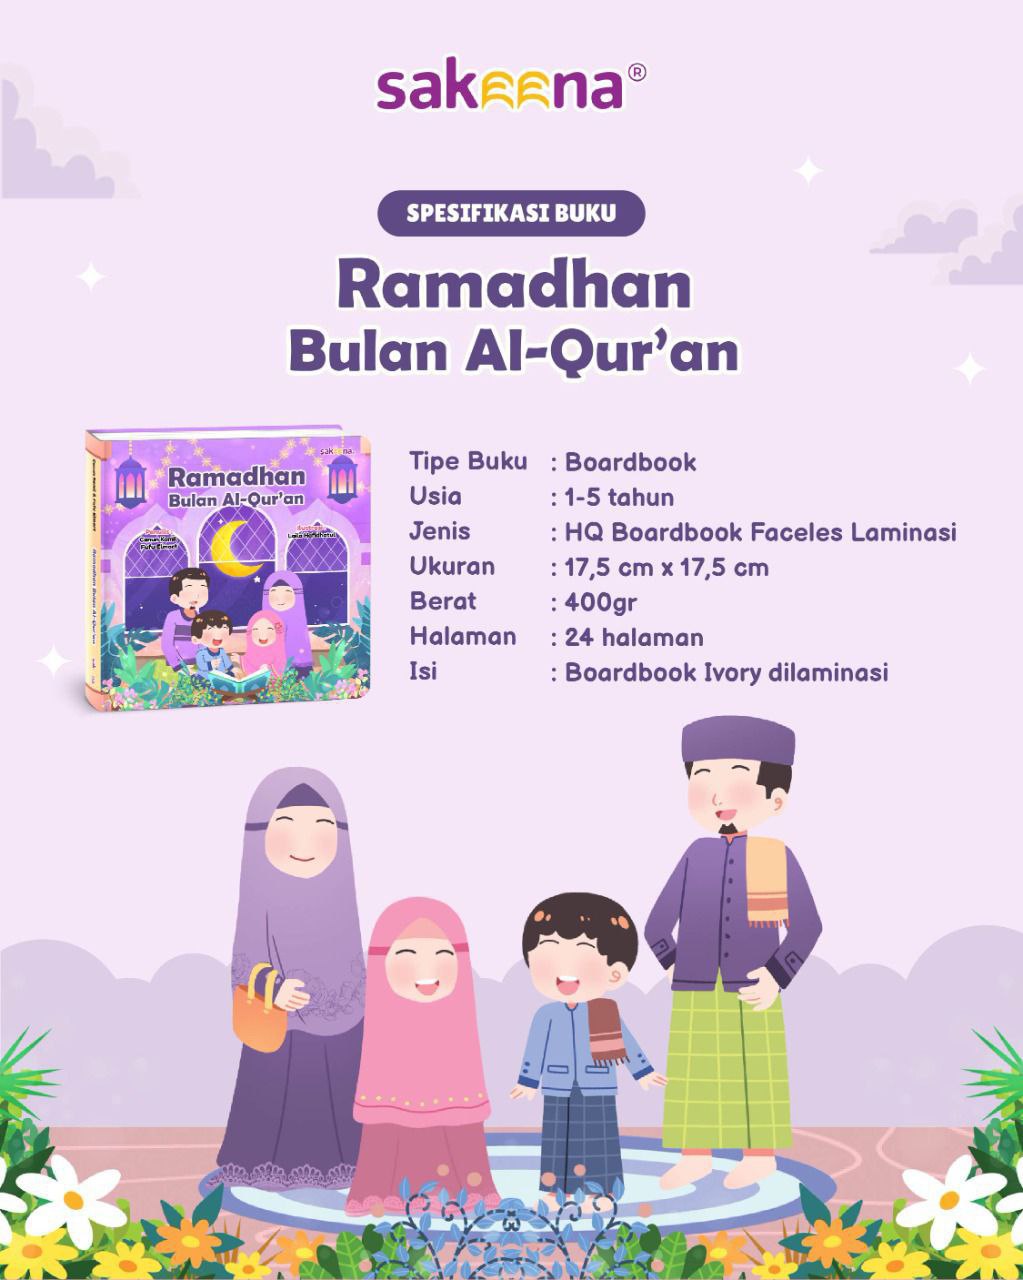 sakeena®
SPESIFIKASI BUKU
Ramadhan
Bulan Al-Qur'an
sakeena
Ramadhan
Bulan Al-Qur'an
Tipe Buku : Boardbook
Usia : 1-5 tahun
Jenis : HQ Boardbook Faceles Laminasi
Ukuran : 17,5 cm x 17,5 cm
Berat : 400gr
Halaman : 24 halaman
Isi : Boardbook Ivory dilaminasi